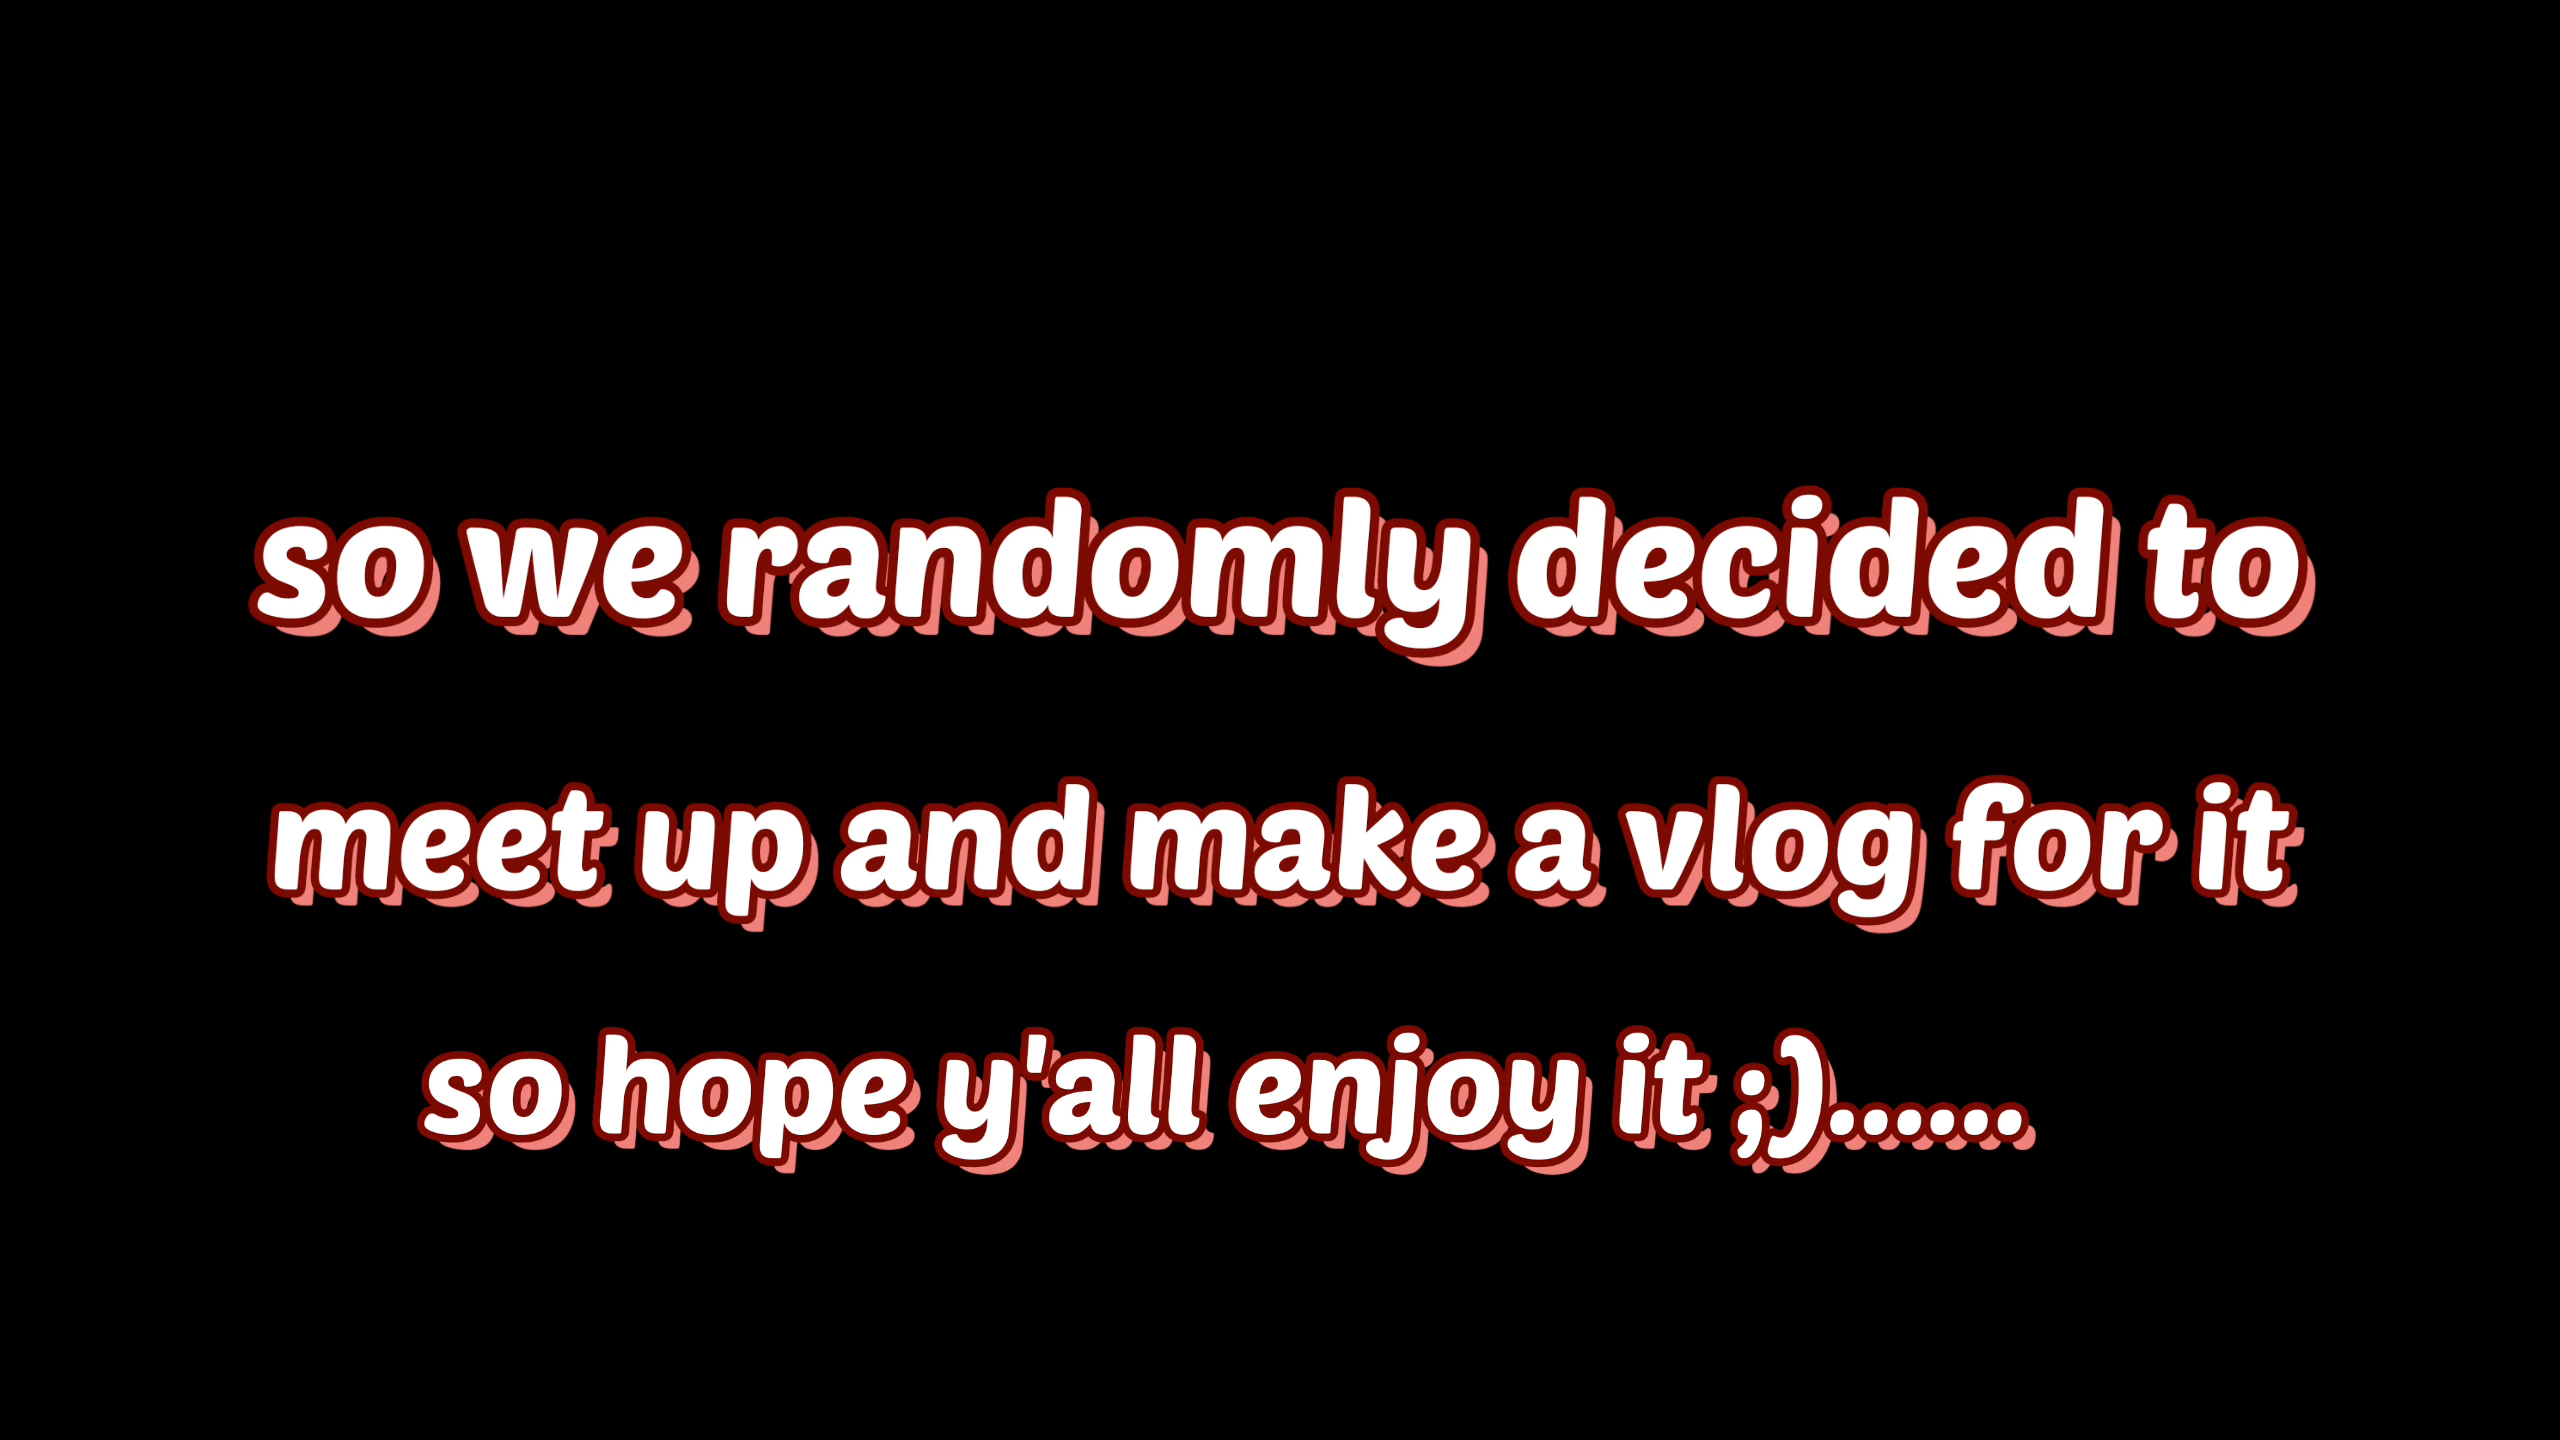 so we randomly decided to
meet up and make a vlog for it
so hope y'all enjoy it ;)......